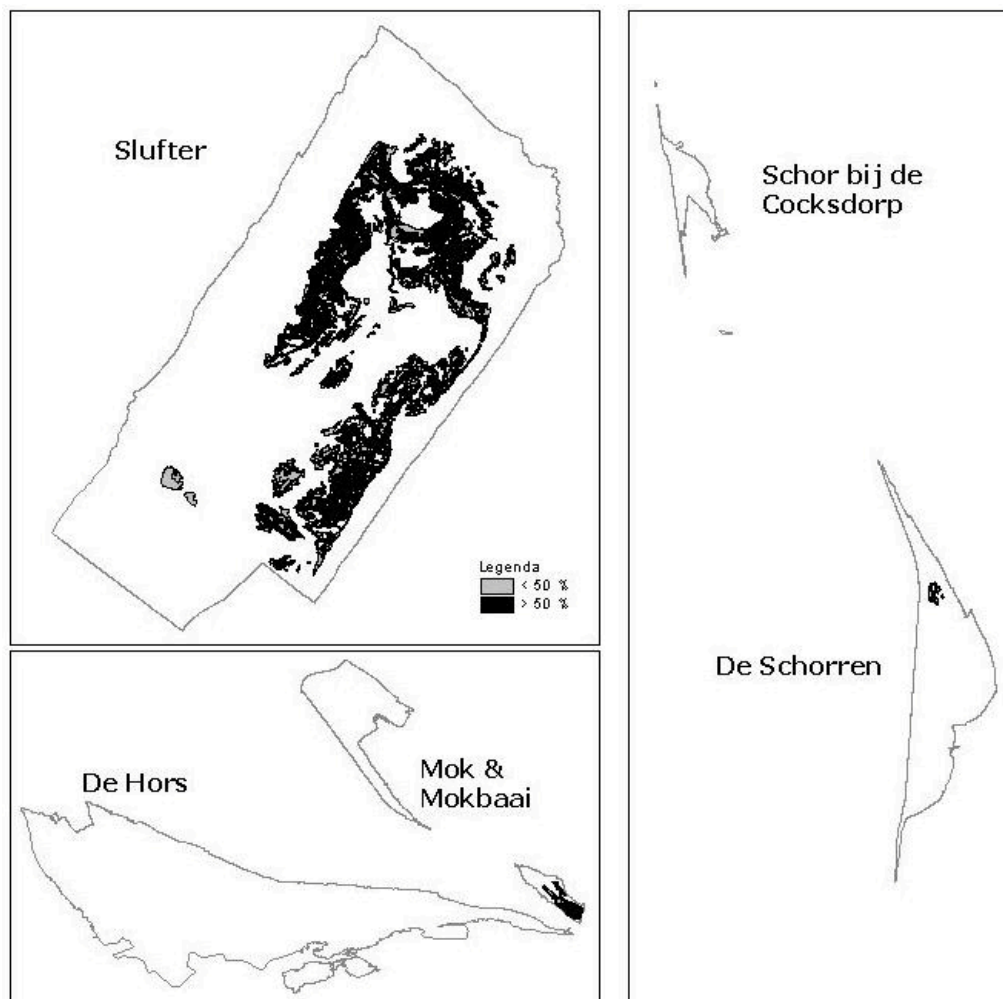 Slufter
Legenda
< 50 %
> 50 %
De Hors
Mok &
Mokbaai
Schor bij de
Cocksdorp
De Schorren